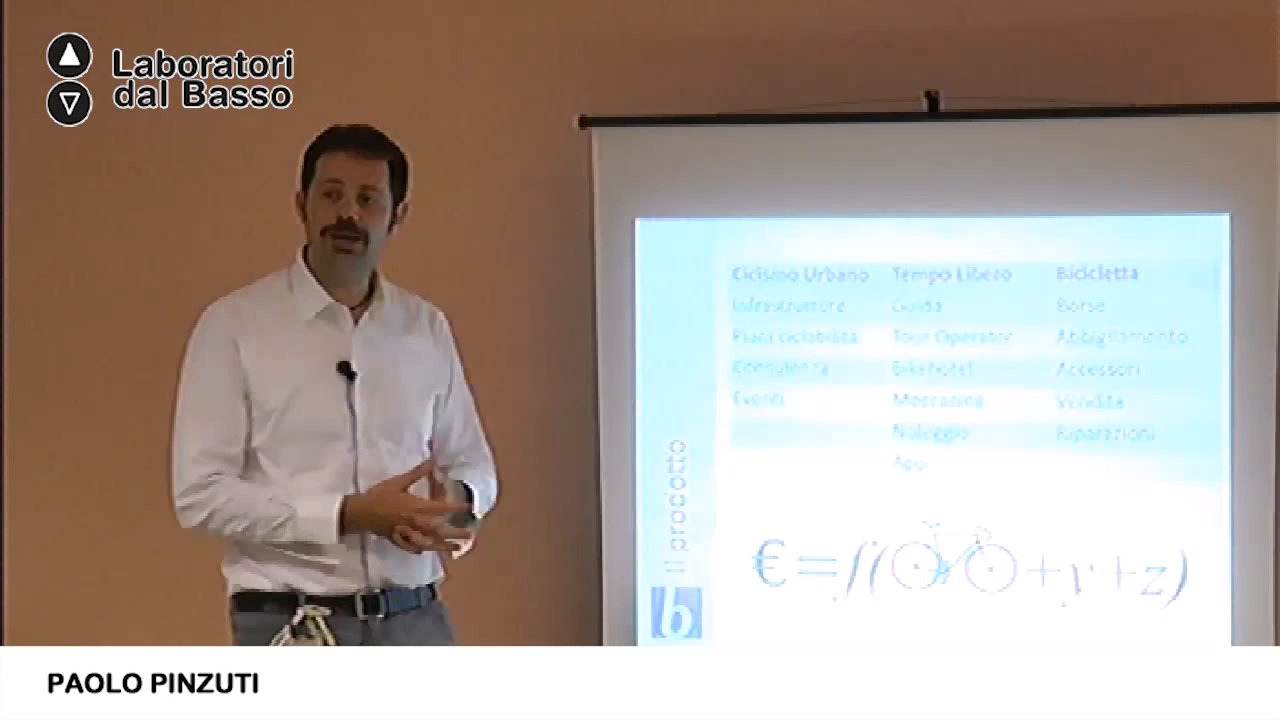 Laboratori
dal Basso
Ciclismo Urbano Tempo Libero Bicicletta
Infrastrutture Guida Borse
Piani ciclabilità Tour Operator Abbigliamento
Consulenza Bikehotel Accessori
Eventi Meccanica Vendita
Noleggio Riparazioni
App
Il prodotto
b
€=f( +y+z)
PAOLO PINZUTI